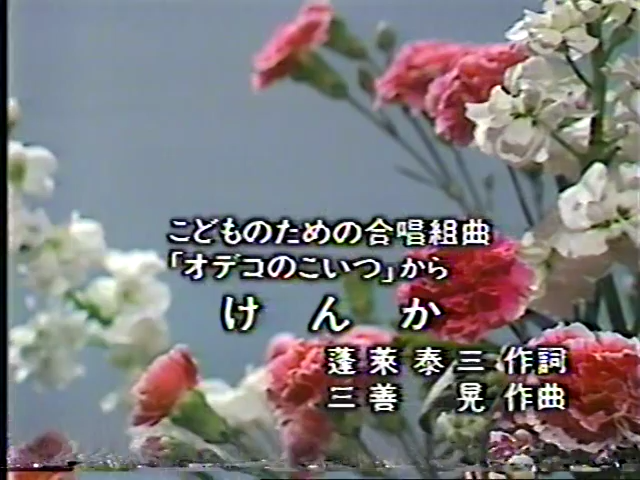 こどものための合唱組曲
「オデコのこいつ」から
けんか
蓬萊泰三 作詞
三善 晃 作曲